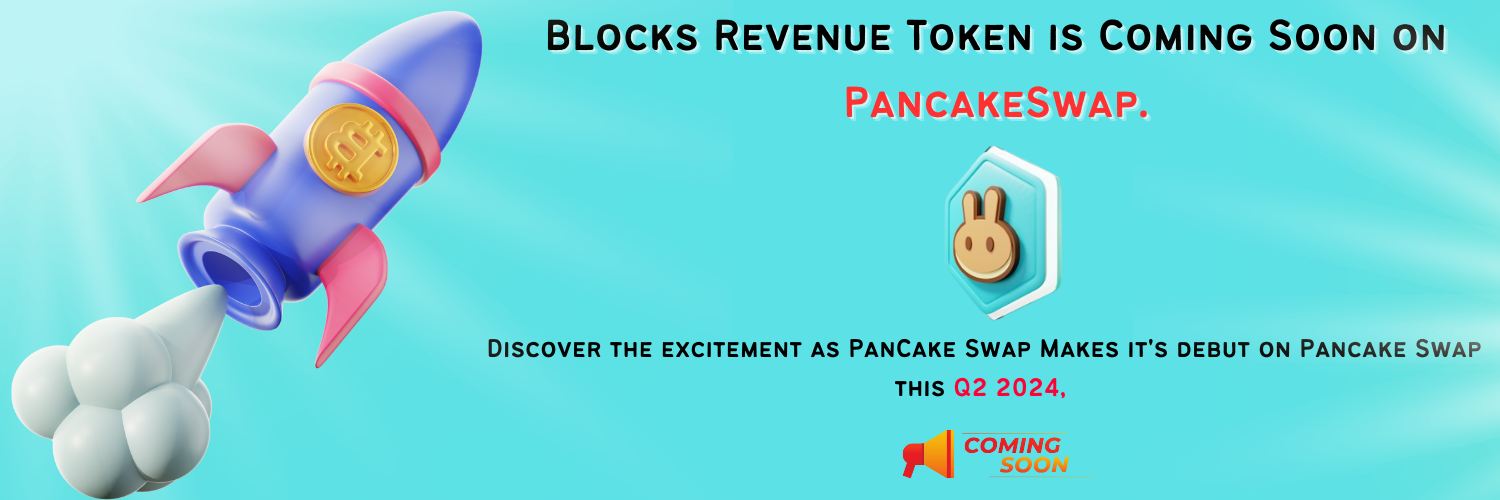 Blocks Revenue Token is Coming Soon on
PancakeSwap.
Discover the excitement as PanCake Swap Makes it's debut on Pancake Swap
this Q2 2024,
COMING
SOON